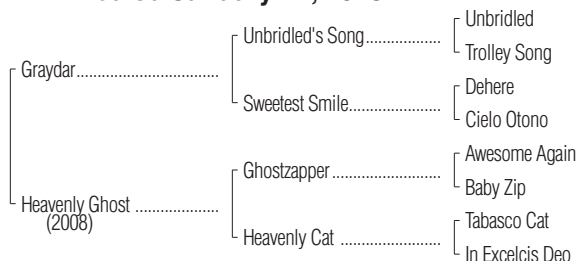 Unbridled
Unbridled's Song
Trolley Song
Graydar
Dehere
Sweetest Smile
Cielo Otono
Awesome Again
Ghostzapper
Baby Zip
Heavenly Ghost
(2008)
Tabasco Cat
Heavenly Cat
In Excelcis Deo